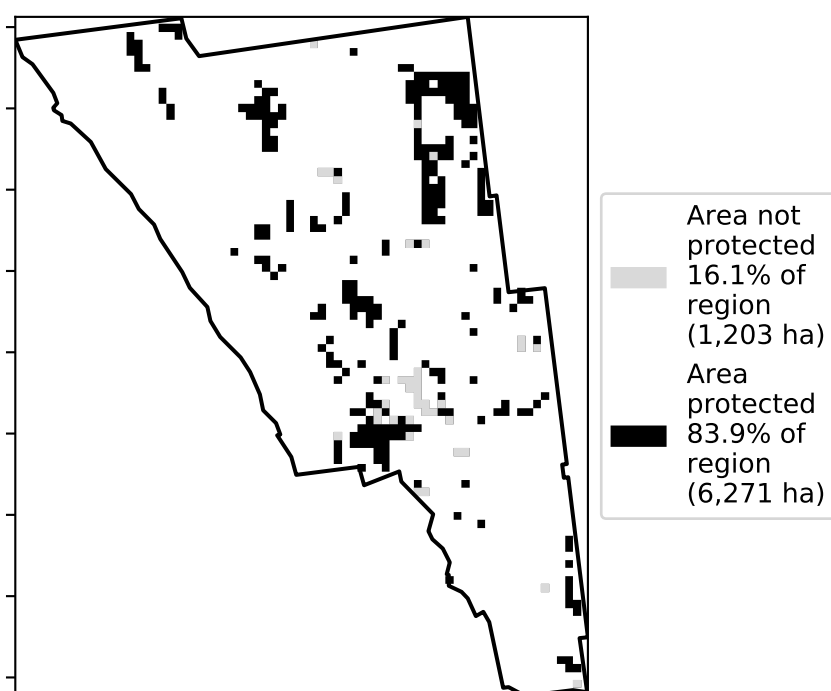 Area not
protected
16.1% of
region
(1,203 ha)
Area
protected
83.9% of
region
(6,271 ha)